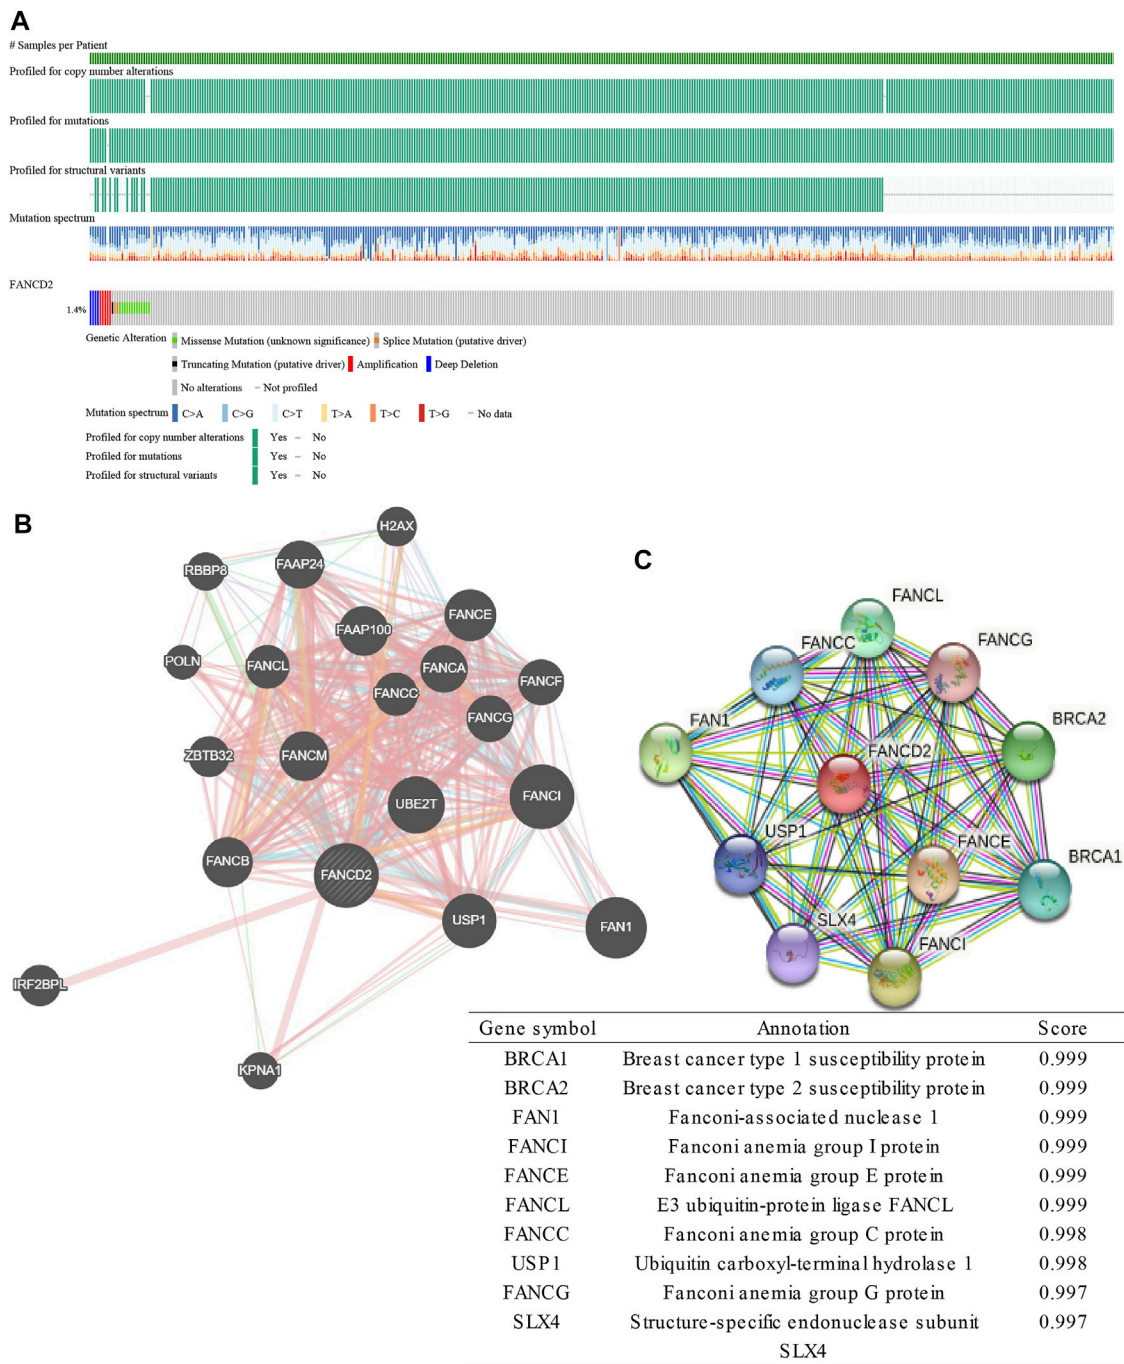 A
# Samples per Patient
Profiled for copy number alterations
Profiled for mutations
Profiled for structural variants
Mutation spectrum
FANCD2
1.4%
Genetic Alteration Missense Mutation (unknown significance) Splice Mutation (putative driver)
Truncating Mutation (putative driver) Amplification Deep Deletion
No alterations Not profiled
Mutation spectrum C>A C>G C>T T>A T>C T>G No data
Profiled for copy number alterations Yes No
Profiled for mutations Yes No
Profiled for structural variants Yes No
B
H2AX
RBBP8
FAAP24
FANCE
FAAP100
POLN
FANCL
FANCA
FANCC
FANCF
FANCG
ZBTB32
FANCM
UBE2T
FANCI
FANCB
FANCD2
USP1
FAN1
IRF2BPL
KPNA1
C
FANCL
FANCC
FANCG
FAN1
BRCA2
FANCD2
USP1
FANCE
BRCA1
SLX4
FANCI
Gene symbol Annotation Score
BRCA1 Breast cancer type 1 susceptibility protein 0.999
BRCA2 Breast cancer type 2 susceptibility protein 0.999
FAN1 Fanconi-associated nuclease 1 0.999
FANCI Fanconi anemia group I protein 0.999
FANCE Fanconi anemia group E protein 0.999
FANCL E3 ubiquitin-protein ligase FANCL 0.999
FANCC Fanconi anemia group C protein 0.998
USP1 Ubiquitin carboxyl-terminal hydrolase 1 0.998
FANCG Fanconi anemia group G protein 0.997
SLX4 Structure-specific endonuclease subunit 0.997
SLX4